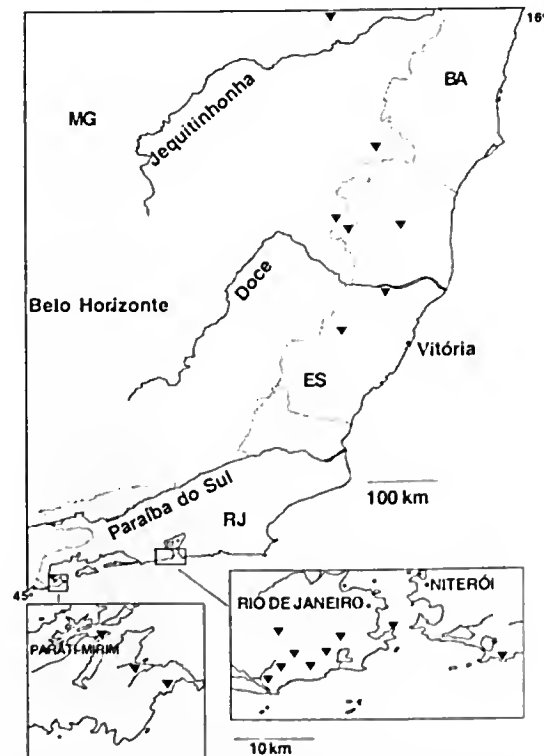 16°
BA
MG
Jequitinhonha
Doce
Belo Horizonte
Vitória
ES
100 km
Paraíba do Sul
RJ
45°
NITERÓI
RIO DE JANEIRO
PARATI-MIRIM
10 km